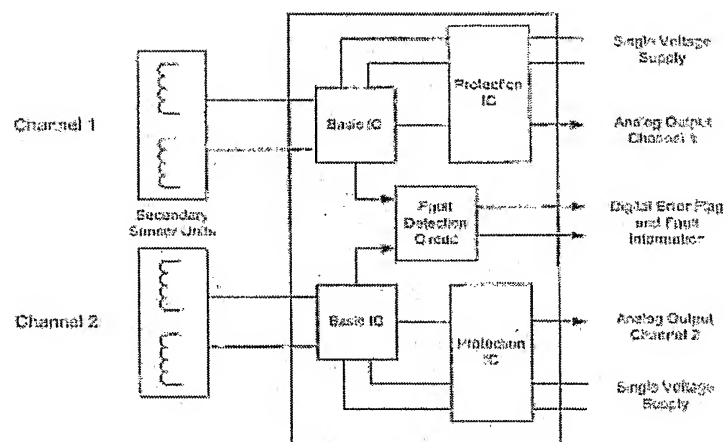 Single Voltage
Supply
Channel 1
Basic IC
Protection
IC
Analog Output
Channel 1
Secondary
Sensor Units
Fault
Detection
Circuit
Digital Error Flag
and Fault
Information
Channel 2
Basic IC
Protection
IC
Analog Output
Channel 2
Single Voltage
Supply